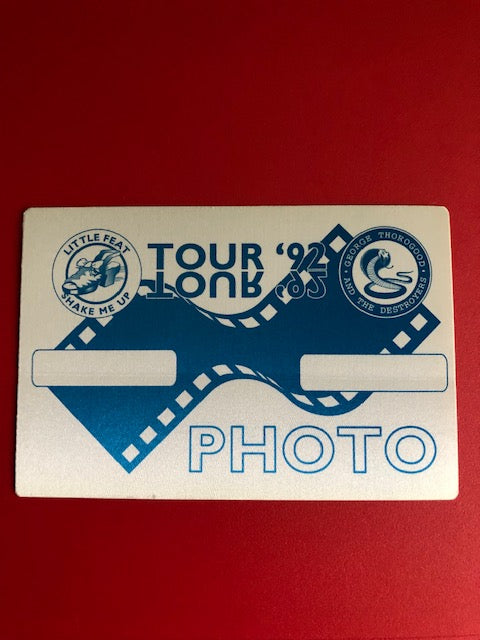 LITTLE FEAT
SHAKE ME UP
TOUR '92
TOUR '92
GEORGE THOROGOOD
AND THE DESTROYERS
PHOTO